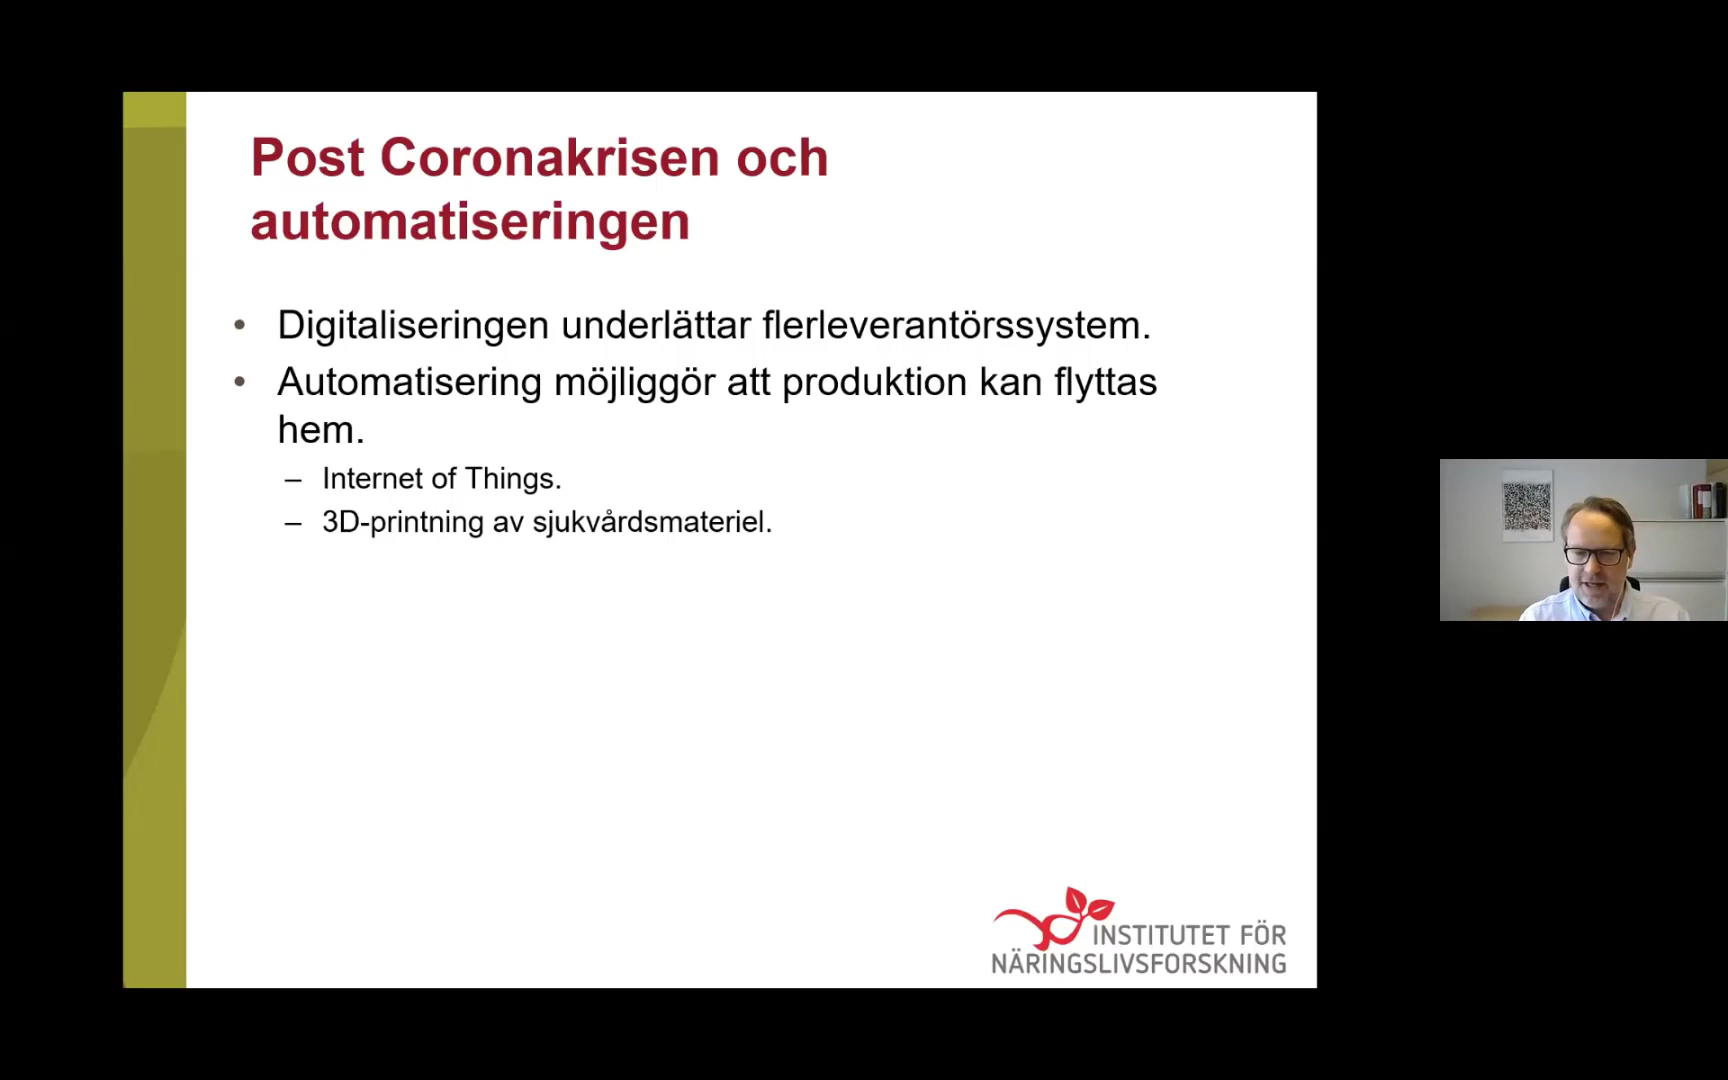 Post Coronakrisen och
automatiseringen
• Digitaliseringen underlättar flerleverantörssystem.
• Automatisering möjliggör att produktion kan flyttas
hem.
– Internet of Things.
– 3D-printning av sjukvårdsmateriel.
INSTITUTET FÖR
NÄRINGSLIVSFORSKNING